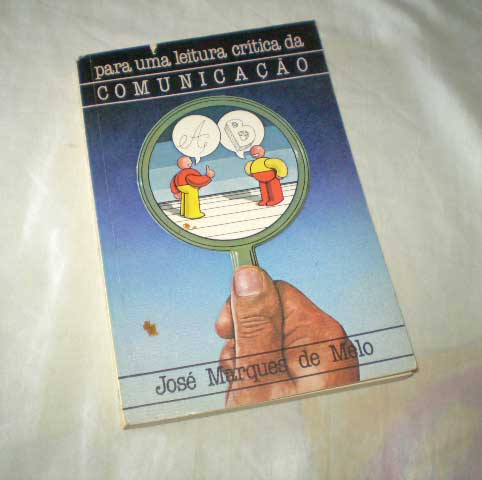 para uma leitura crítica da
COMUNICAÇÃO
A B
José Marques de Melo